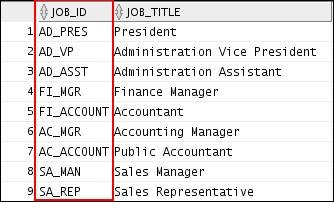 JOB_ID JOB_TITLE
1 AD_PRES President
2 AD_VP Administration Vice President
3 AD_ASST Administration Assistant
4 FI_MGR Finance Manager
5 FI_ACCOUNT Accountant
6 AC_MGR Accounting Manager
7 AC_ACCOUNT Public Accountant
8 SA_MAN Sales Manager
9 SA_REP Sales Representative